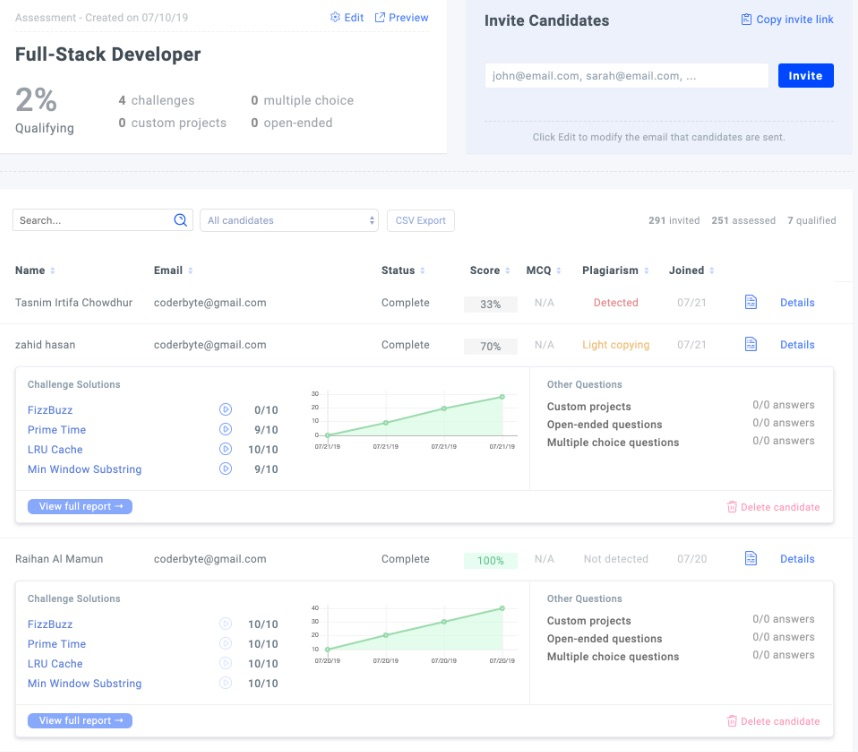 Assessment - Created on 07/10/19
Edit
Preview
Full-Stack Developer
2%
Qualifying
4 challenges
0 multiple choice
0 custom projects
0 open-ended
Invite Candidates
Copy invite link
john@email.com, sarah@email.com, ...
Invite
Click Edit to modify the email that candidates are sent.
Search...
All candidates
CSV Export
291 invited 251 assessed 7 qualified
Name Email Status Score MCQ Plagiarism Joined
Tasnim Irtifa Chowdhur coderbyte@gmail.com Complete 33% N/A Detected 07/21 Details
zahid hasan coderbyte@gmail.com Complete 70% N/A Light copying 07/21 Details
Challenge Solutions
FizzBuzz 0/10
Prime Time 9/10
LRU Cache 10/10
Min Window Substring 9/10
30
20
10
0
07/21/19 07/21/19 07/21/19 07/21/19
Other Questions
Custom projects 0/0 answers
Open-ended questions 0/0 answers
Multiple choice questions 0/0 answers
View full report →
Delete candidate
Raihan Al Mamun coderbyte@gmail.com Complete 100% N/A Not detected 07/20 Details
Challenge Solutions
FizzBuzz 10/10
Prime Time 10/10
LRU Cache 10/10
Min Window Substring 10/10
40
30
20
10
07/20/19 07/20/19 07/20/19 07/20/19
Other Questions
Custom projects 0/0 answers
Open-ended questions 0/0 answers
Multiple choice questions 0/0 answers
View full report →
Delete candidate